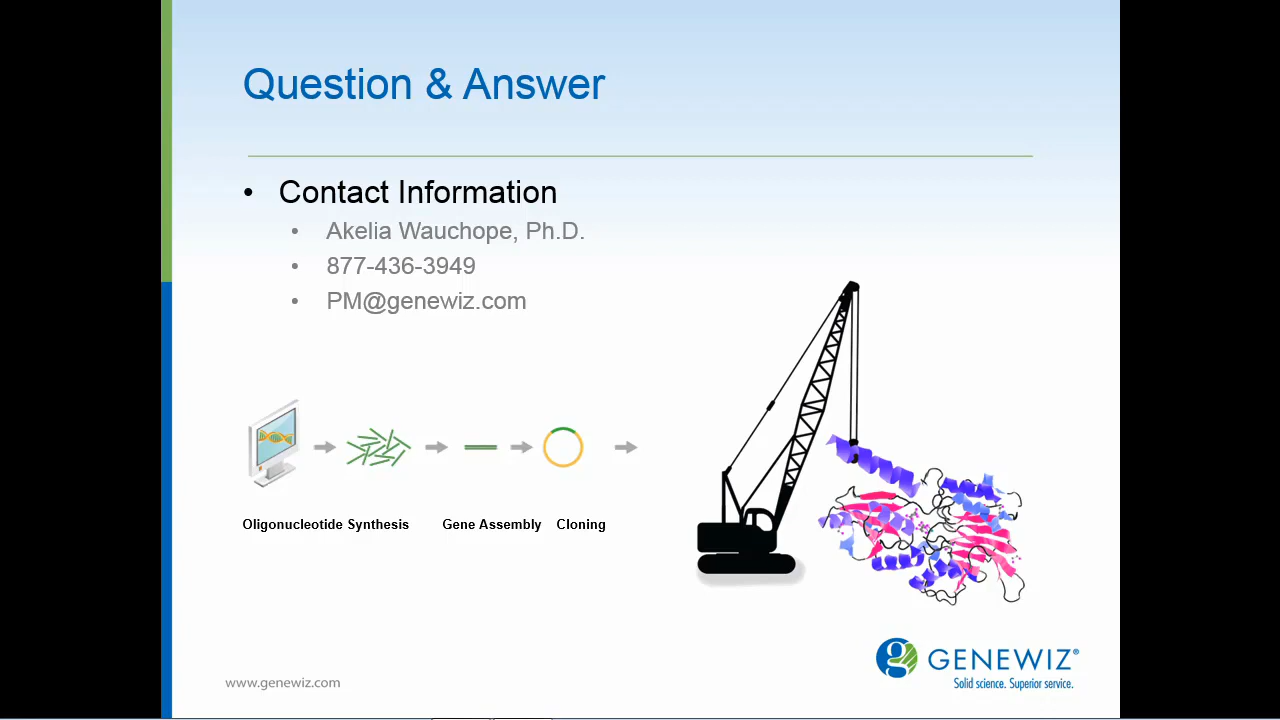 Question & Answer
• Contact Information
• Akelia Wauchope, Ph.D.
• 877-436-3949
• PM@genewiz.com
Oligonucleotide Synthesis Gene Assembly Cloning
g GENEWIZ®
Solid science. Superior service.
www.genewiz.com